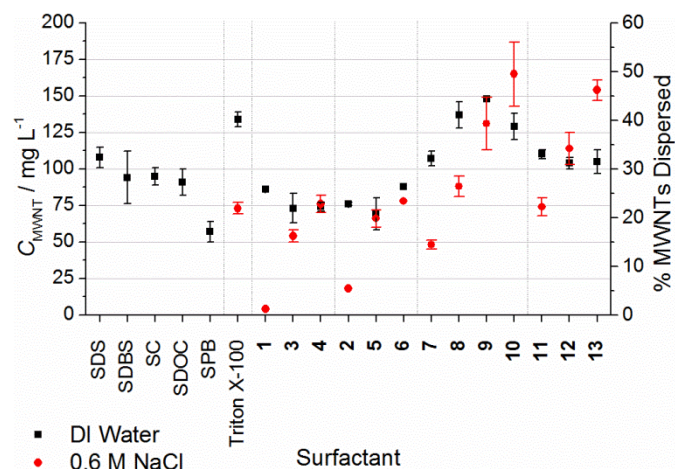 200
175
150
125
100
75
50
25
0
C_MWNT / mg L⁻¹
60
50
40
30
20
10
0
% MWNTs Dispersed
SDS
SDBS
SC
SDOC
SPB
Triton X-100
1
3
4
2
5
6
7
8
9
10
11
12
13
DI Water
0.6 M NaCl
Surfactant